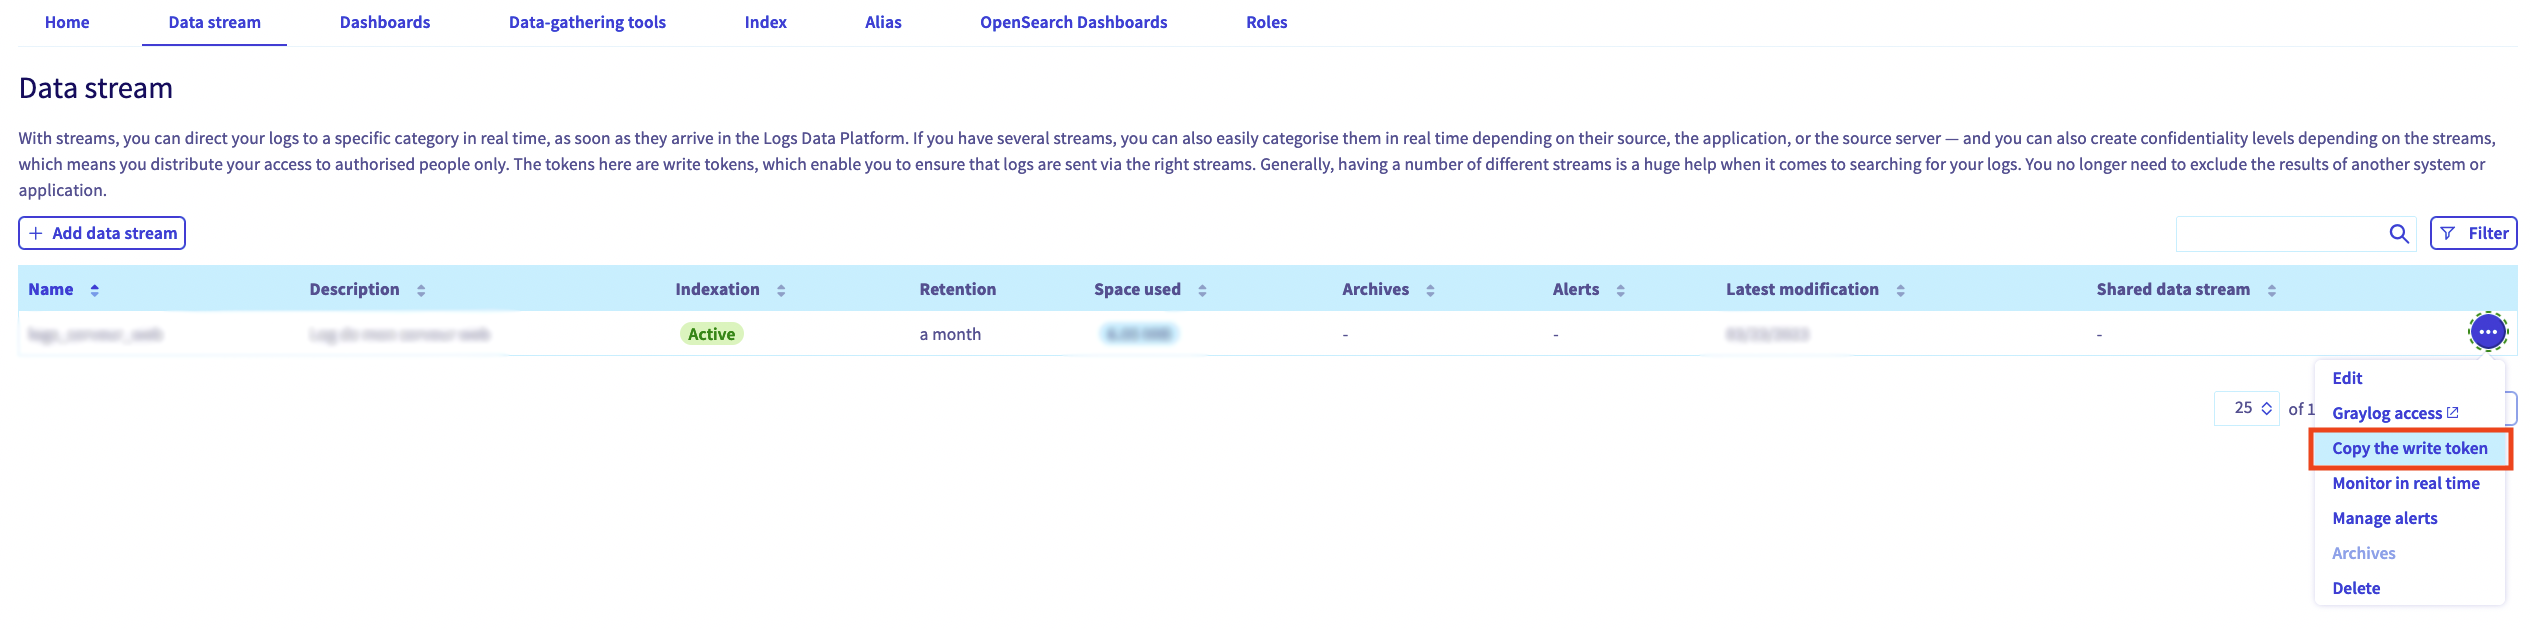 Home Data stream Dashboards Data-gathering tools Index Alias OpenSearch Dashboards Roles
Data stream
With streams, you can direct your logs to a specific category in real time, as soon as they arrive in the Logs Data Platform. If you have several streams, you can also easily categorise them in real time depending on their source, the application, or the source server — and you can also create confidentiality levels depending on the streams,
which means you distribute your access to authorised people only. The tokens here are write tokens, which enable you to ensure that logs are sent via the right streams. Generally, having a number of different streams is a huge help when it comes to searching for your logs. You no longer need to exclude the results of another system or
application.
Add data stream Filter
Name Description Indexation Retention Space used Archives Alerts Latest modification Shared data stream
Active a month - - -
25 of 1
Edit
Graylog access
Copy the write token
Monitor in real time
Manage alerts
Archives
Delete